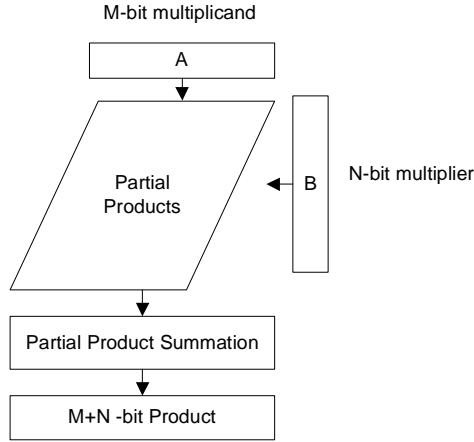 M-bit multiplicand
A
Partial
Products
B
N-bit multiplier
Partial Product Summation
M+N -bit Product